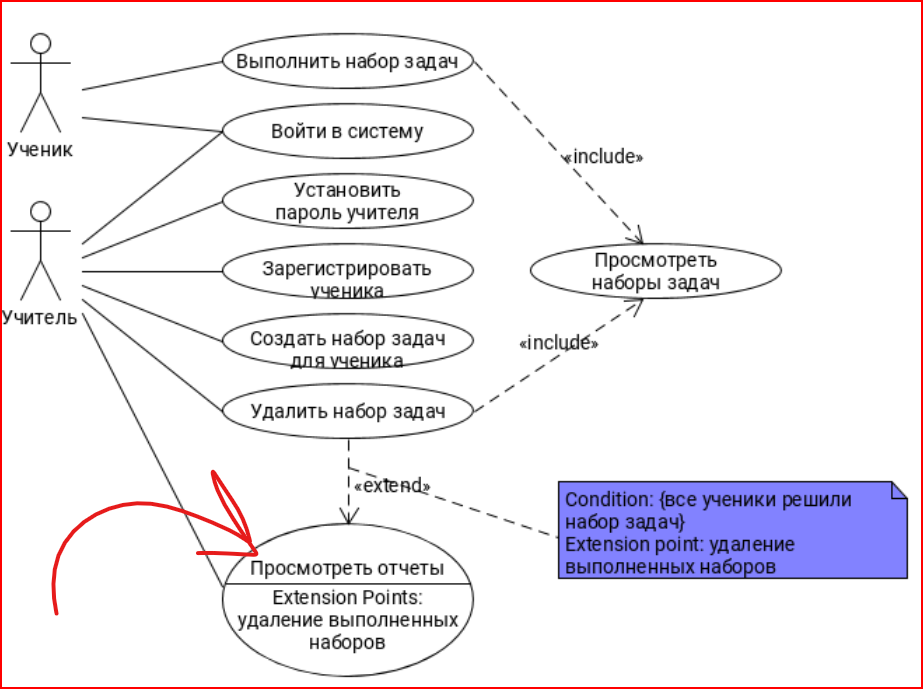 Ученик
Учитель
Выполнить набор задач
Войти в систему
Установить
пароль учителя
Зарегистрировать
ученика
Создать набор задач
для ученика
Удалить набор задач
«include»
Просмотреть
наборы задач
«include»
«extend»
Condition: {все ученики решили
набор задач}
Extension point: удаление
выполненных наборов
Просмотреть отчеты
Extension Points:
удаление выполненных
наборов